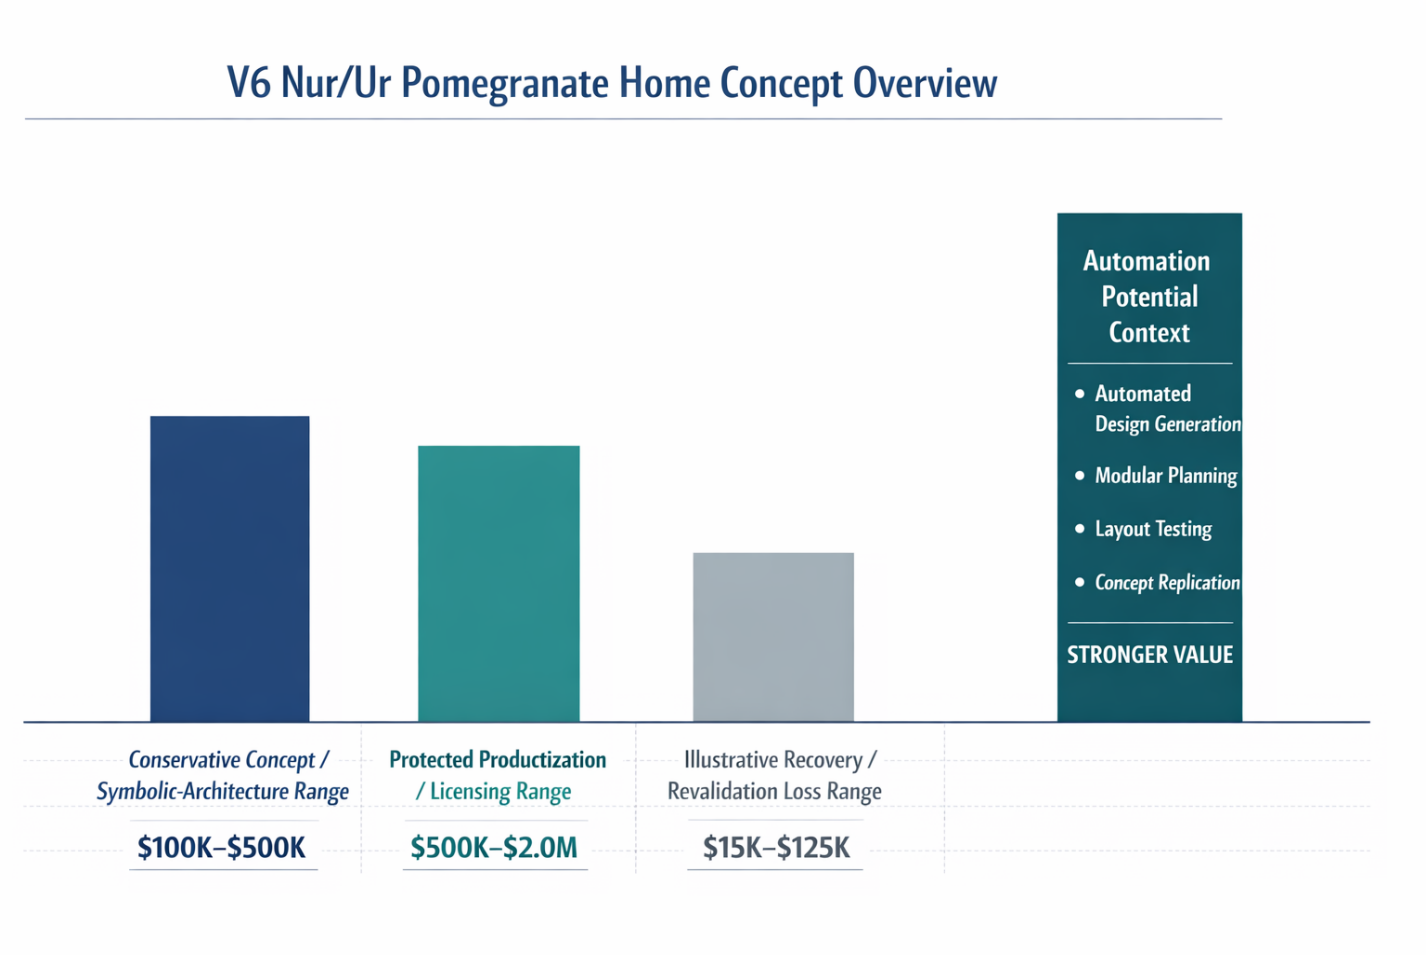 V6 Nur/Ur Pomegranate Home Concept Overview
Automation
Potential
Context
• Automated
Design Generation
• Modular Planning
• Layout Testing
• Concept Replication
STRONGER VALUE
Conservative Concept /
Symbolic-Architecture Range
$100K–$500K
Protected Productization
/ Licensing Range
$500K–$2.0M
Illustrative Recovery /
Revalidation Loss Range
$15K–$125K